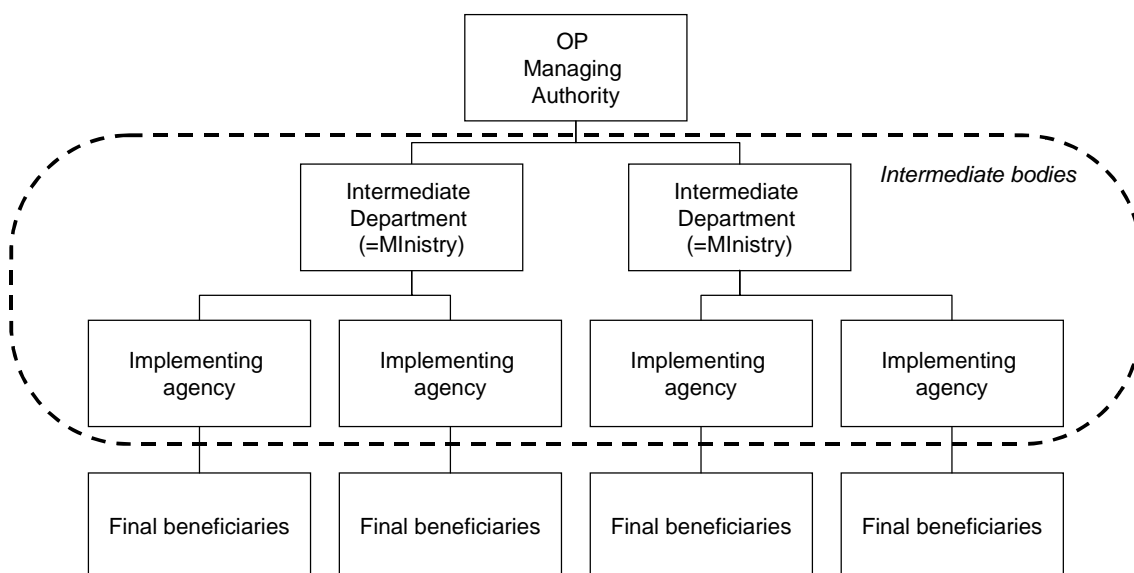 OP
Managing
Authority
Intermediate bodies
Intermediate
Department
(=MInistry)
Intermediate
Department
(=MInistry)
Implementing
agency
Implementing
agency
Implementing
agency
Implementing
agency
Final beneficiaries
Final beneficiaries
Final beneficiaries
Final beneficiaries